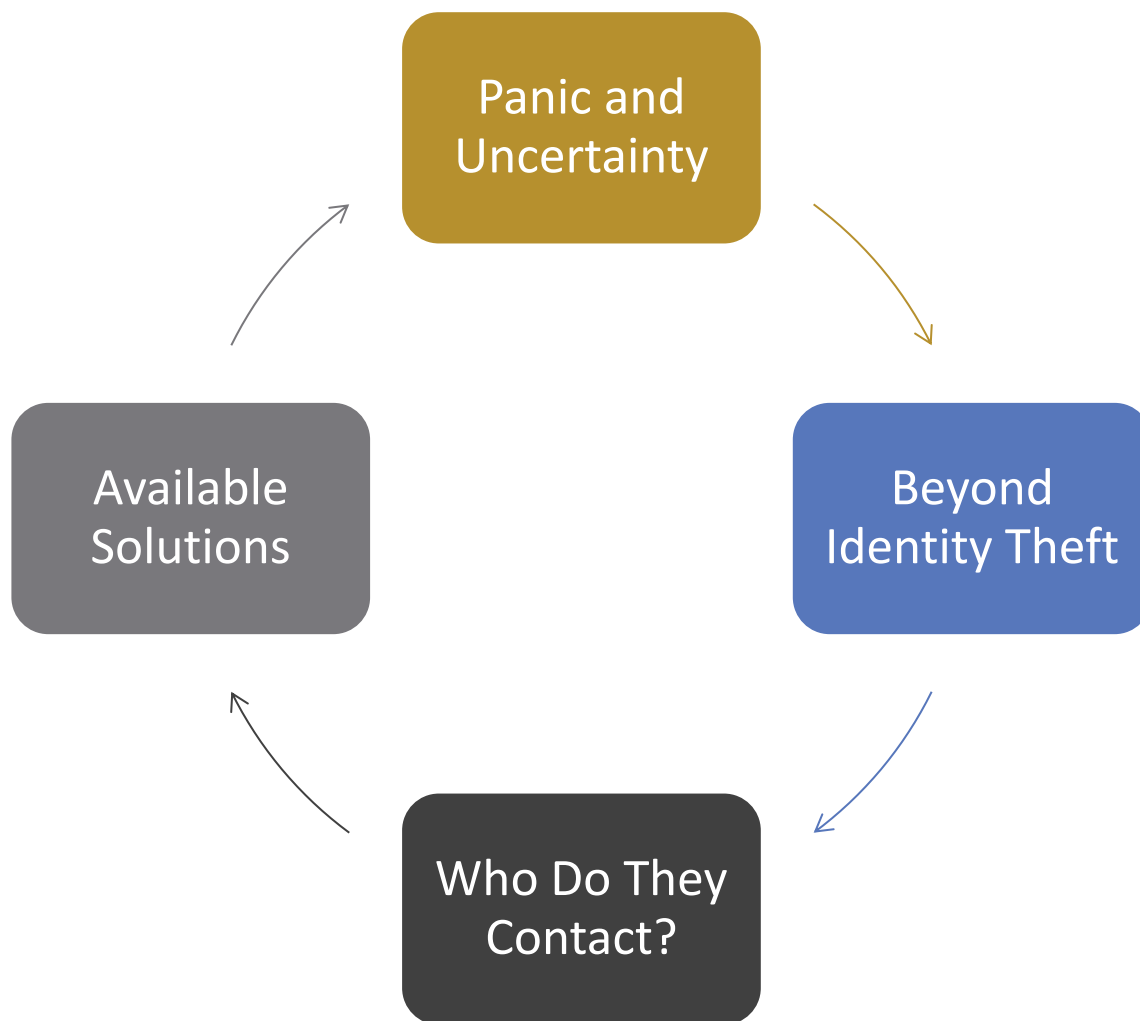 Panic and
Uncertainty
Beyond
Identity Theft
Who Do They
Contact?
Available
Solutions